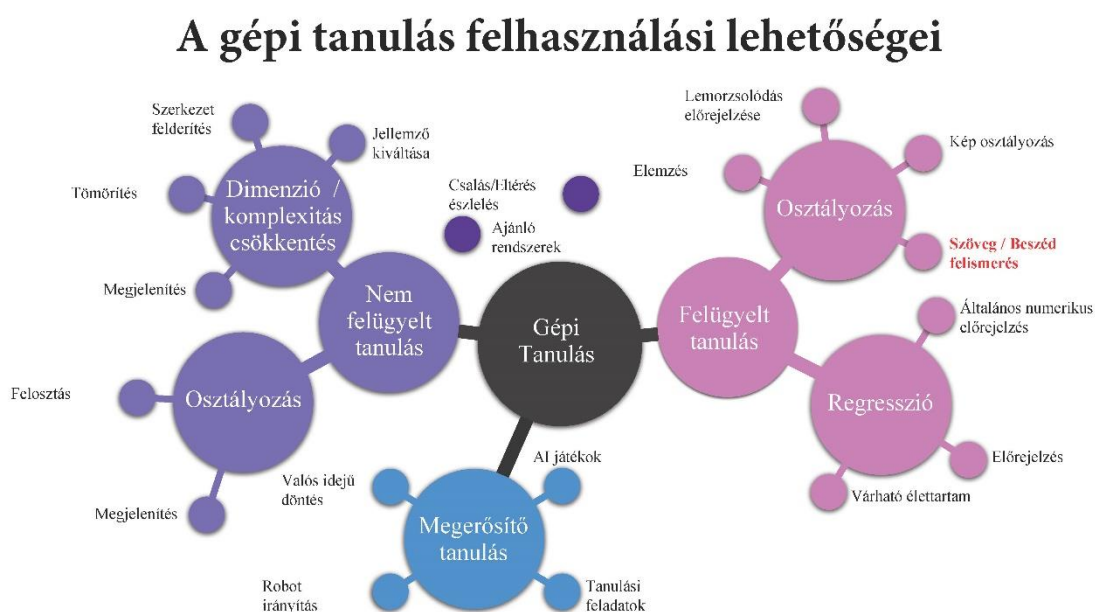 A gépi tanulás felhasználási lehetőségei
Szerkezet
felderítés
Jellemző
kiváltása
Tömörítés
Dimenzió /
komplexitás
csökkentés
Megjelenítés
Csalás/Eltérés
észlelés
Ajánló
rendszerek
Nem
felügyelt
tanulás
Felosztás
Osztályozás
Megjelenítés
Gépi
Tanulás
Lemorzsolódás
előrejelzése
Kép osztályozás
Elemzés
Osztályozás
Szöveg / Beszéd
felismerés
Felügyelt
tanulás
Általános numerikus
előrejelzés
Regresszió
Előrejelzés
Várható élettartam
Valós idejű
döntés
AI játékok
Megerősítő
tanulás
Robot
irányítás
Tanulási
feladatok